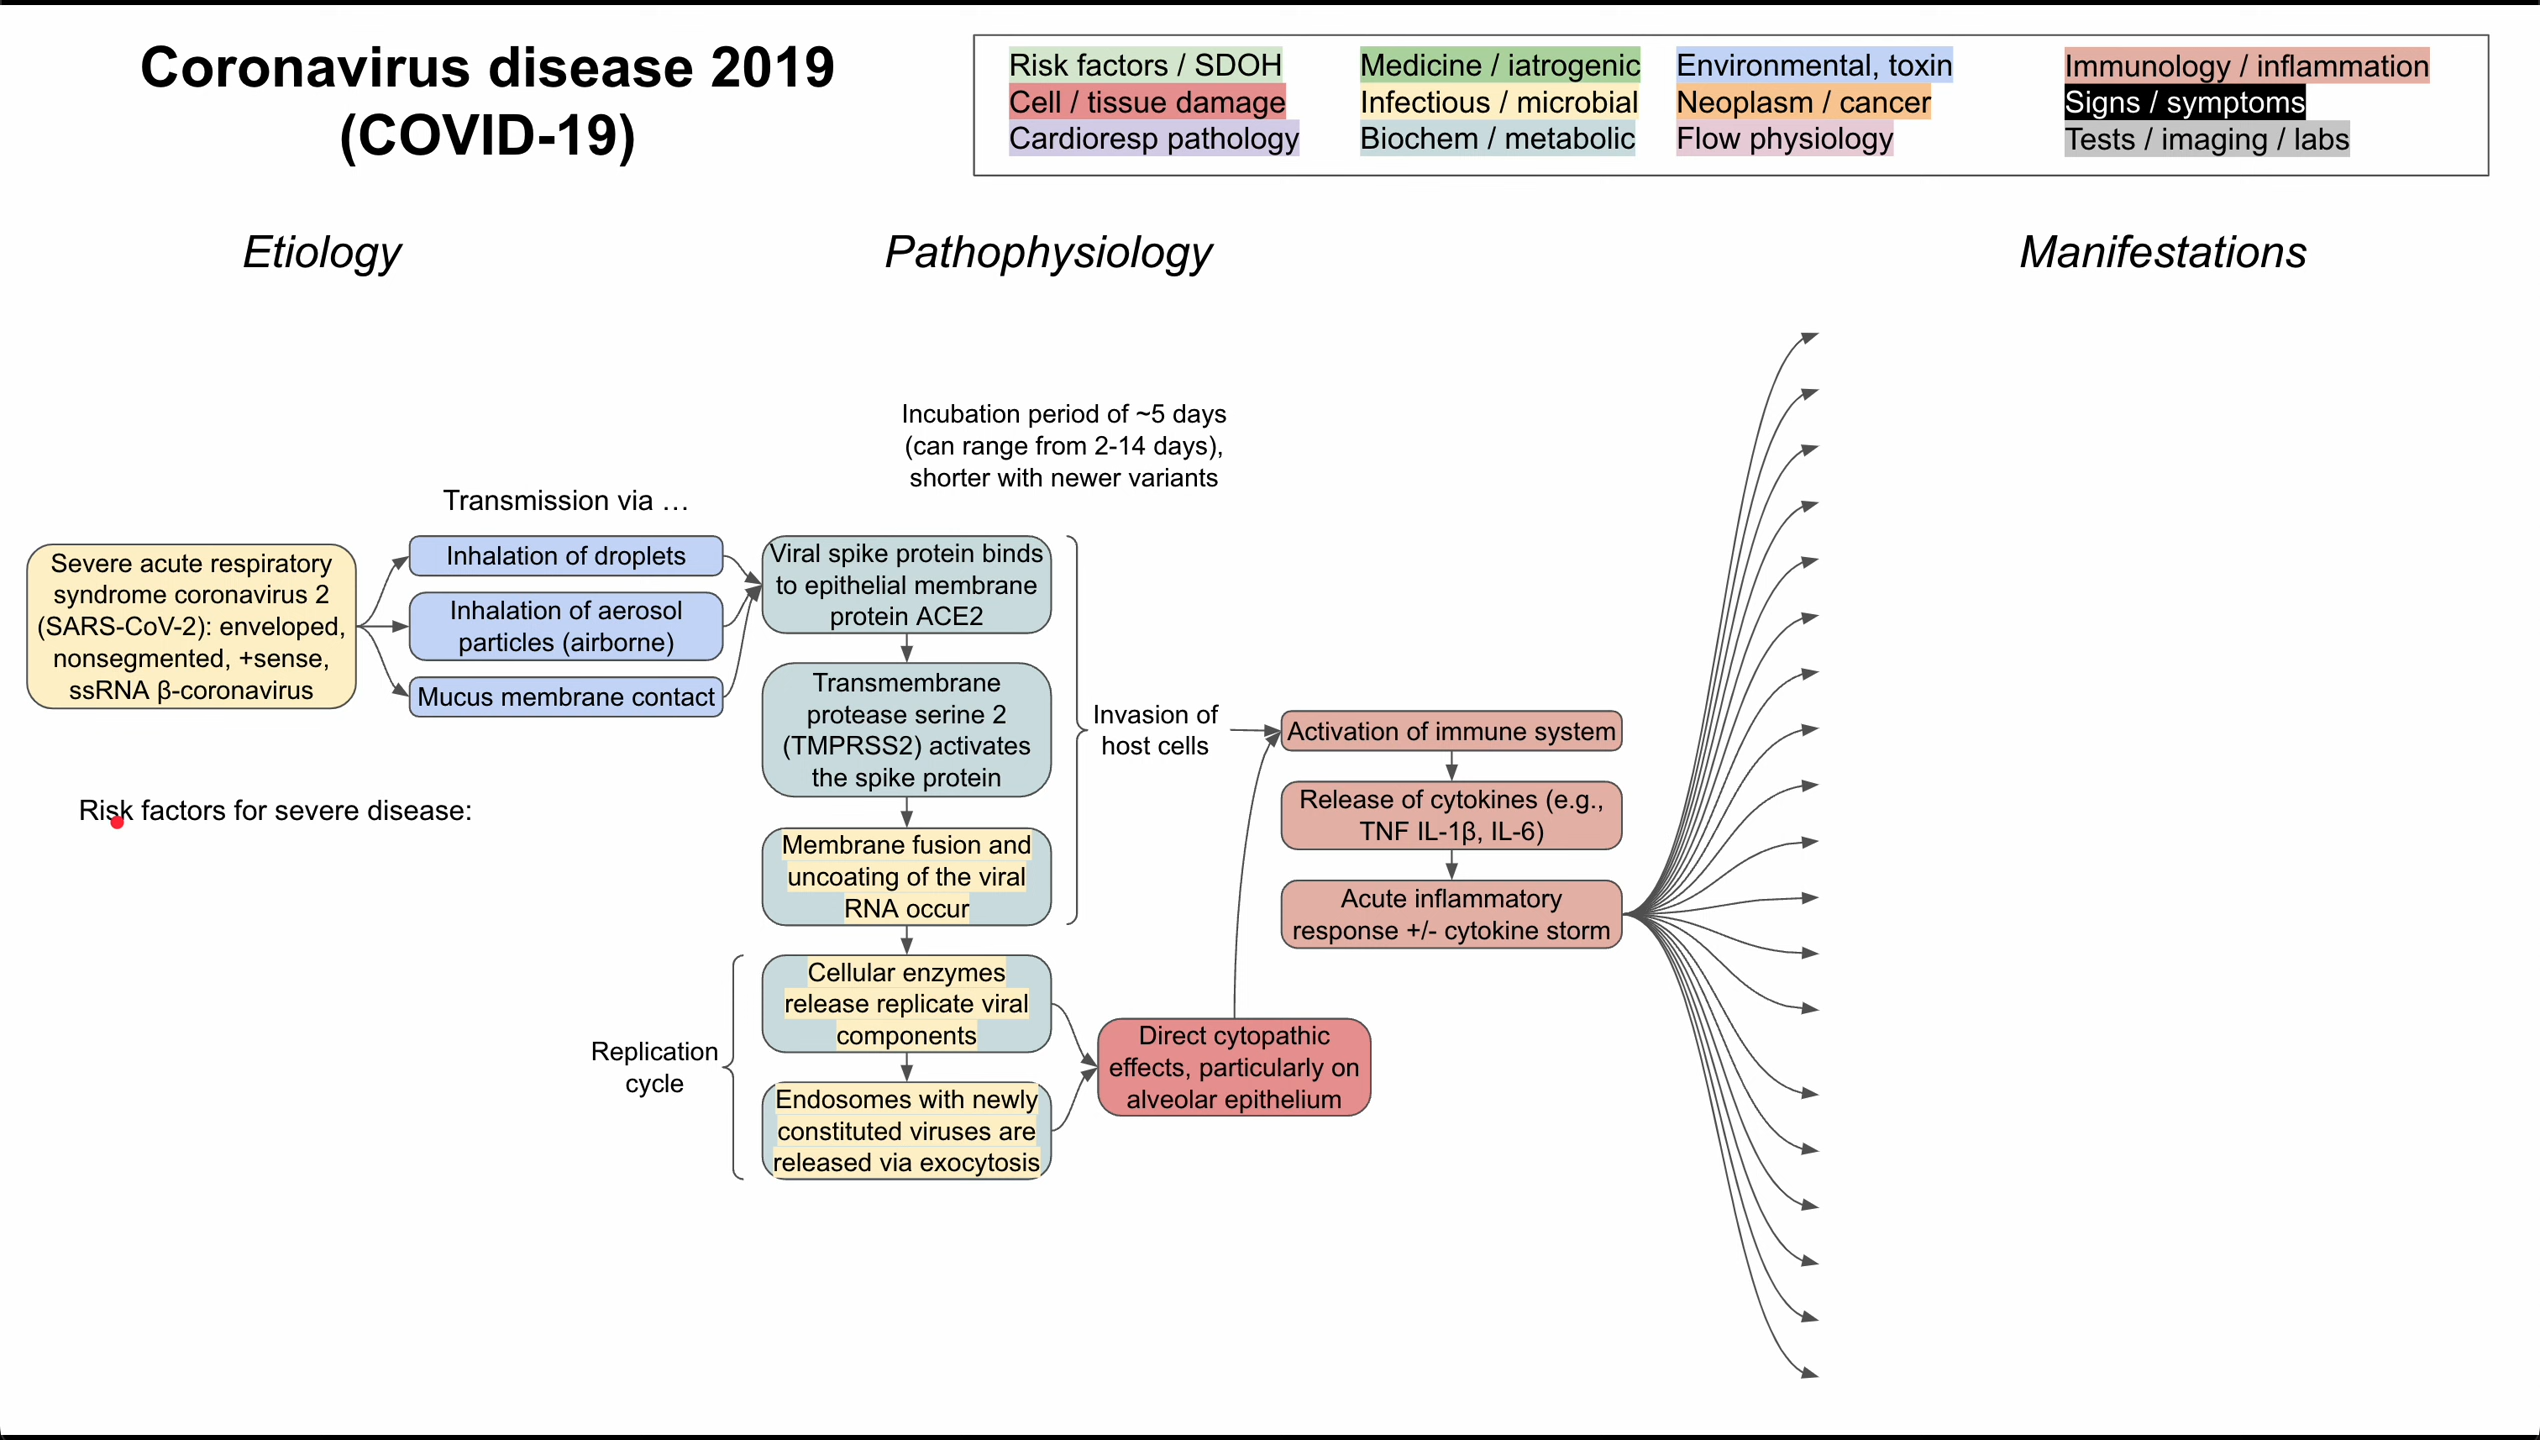 Coronavirus disease 2019
(COVID-19)
Risk factors / SDOH
Cell / tissue damage
Cardioresp pathology
Medicine / iatrogenic
Infectious / microbial
Biochem / metabolic
Environmental, toxin
Neoplasm / cancer
Flow physiology
Immunology / inflammation
Signs / symptoms
Tests / imaging / labs
Etiology
Pathophysiology
Manifestations
Severe acute respiratory
syndrome coronavirus 2
(SARS-CoV-2): enveloped,
nonsegmented, +sense,
ssRNA β-coronavirus
Transmission via …
Inhalation of droplets
Inhalation of aerosol
particles (airborne)
Mucus membrane contact
Risk factors for severe disease:
Incubation period of ~5 days
(can range from 2-14 days),
shorter with newer variants
Viral spike protein binds
to epithelial membrane
protein ACE2
Transmembrane
protease serine 2
(TMPRSS2) activates
the spike protein
Membrane fusion and
uncoating of the viral
RNA occur
Invasion of
host cells
Replication
cycle
Cellular enzymes
release replicate viral
components
Endosomes with newly
constituted viruses are
released via exocytosis
Direct cytopathic
effects, particularly on
alveolar epithelium
Activation of immune system
Release of cytokines (e.g.,
TNF IL-1β, IL-6)
Acute inflammatory
response +/- cytokine storm